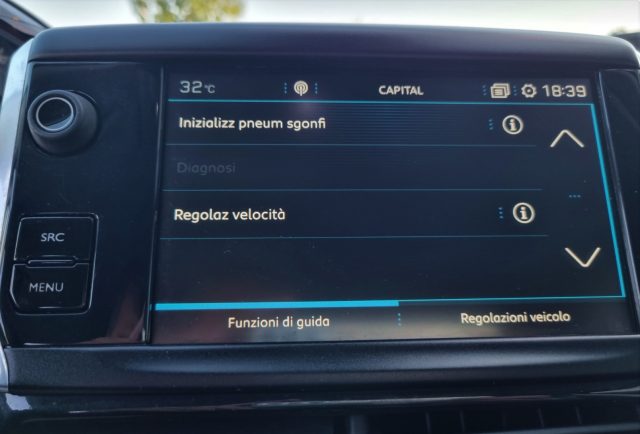 32°C CAPITAL 18:39
Inizializz pneum sgonfi
Diagnosi
Regolaz velocità
SRC
MENU
Funzioni di guida Regolazioni veicolo